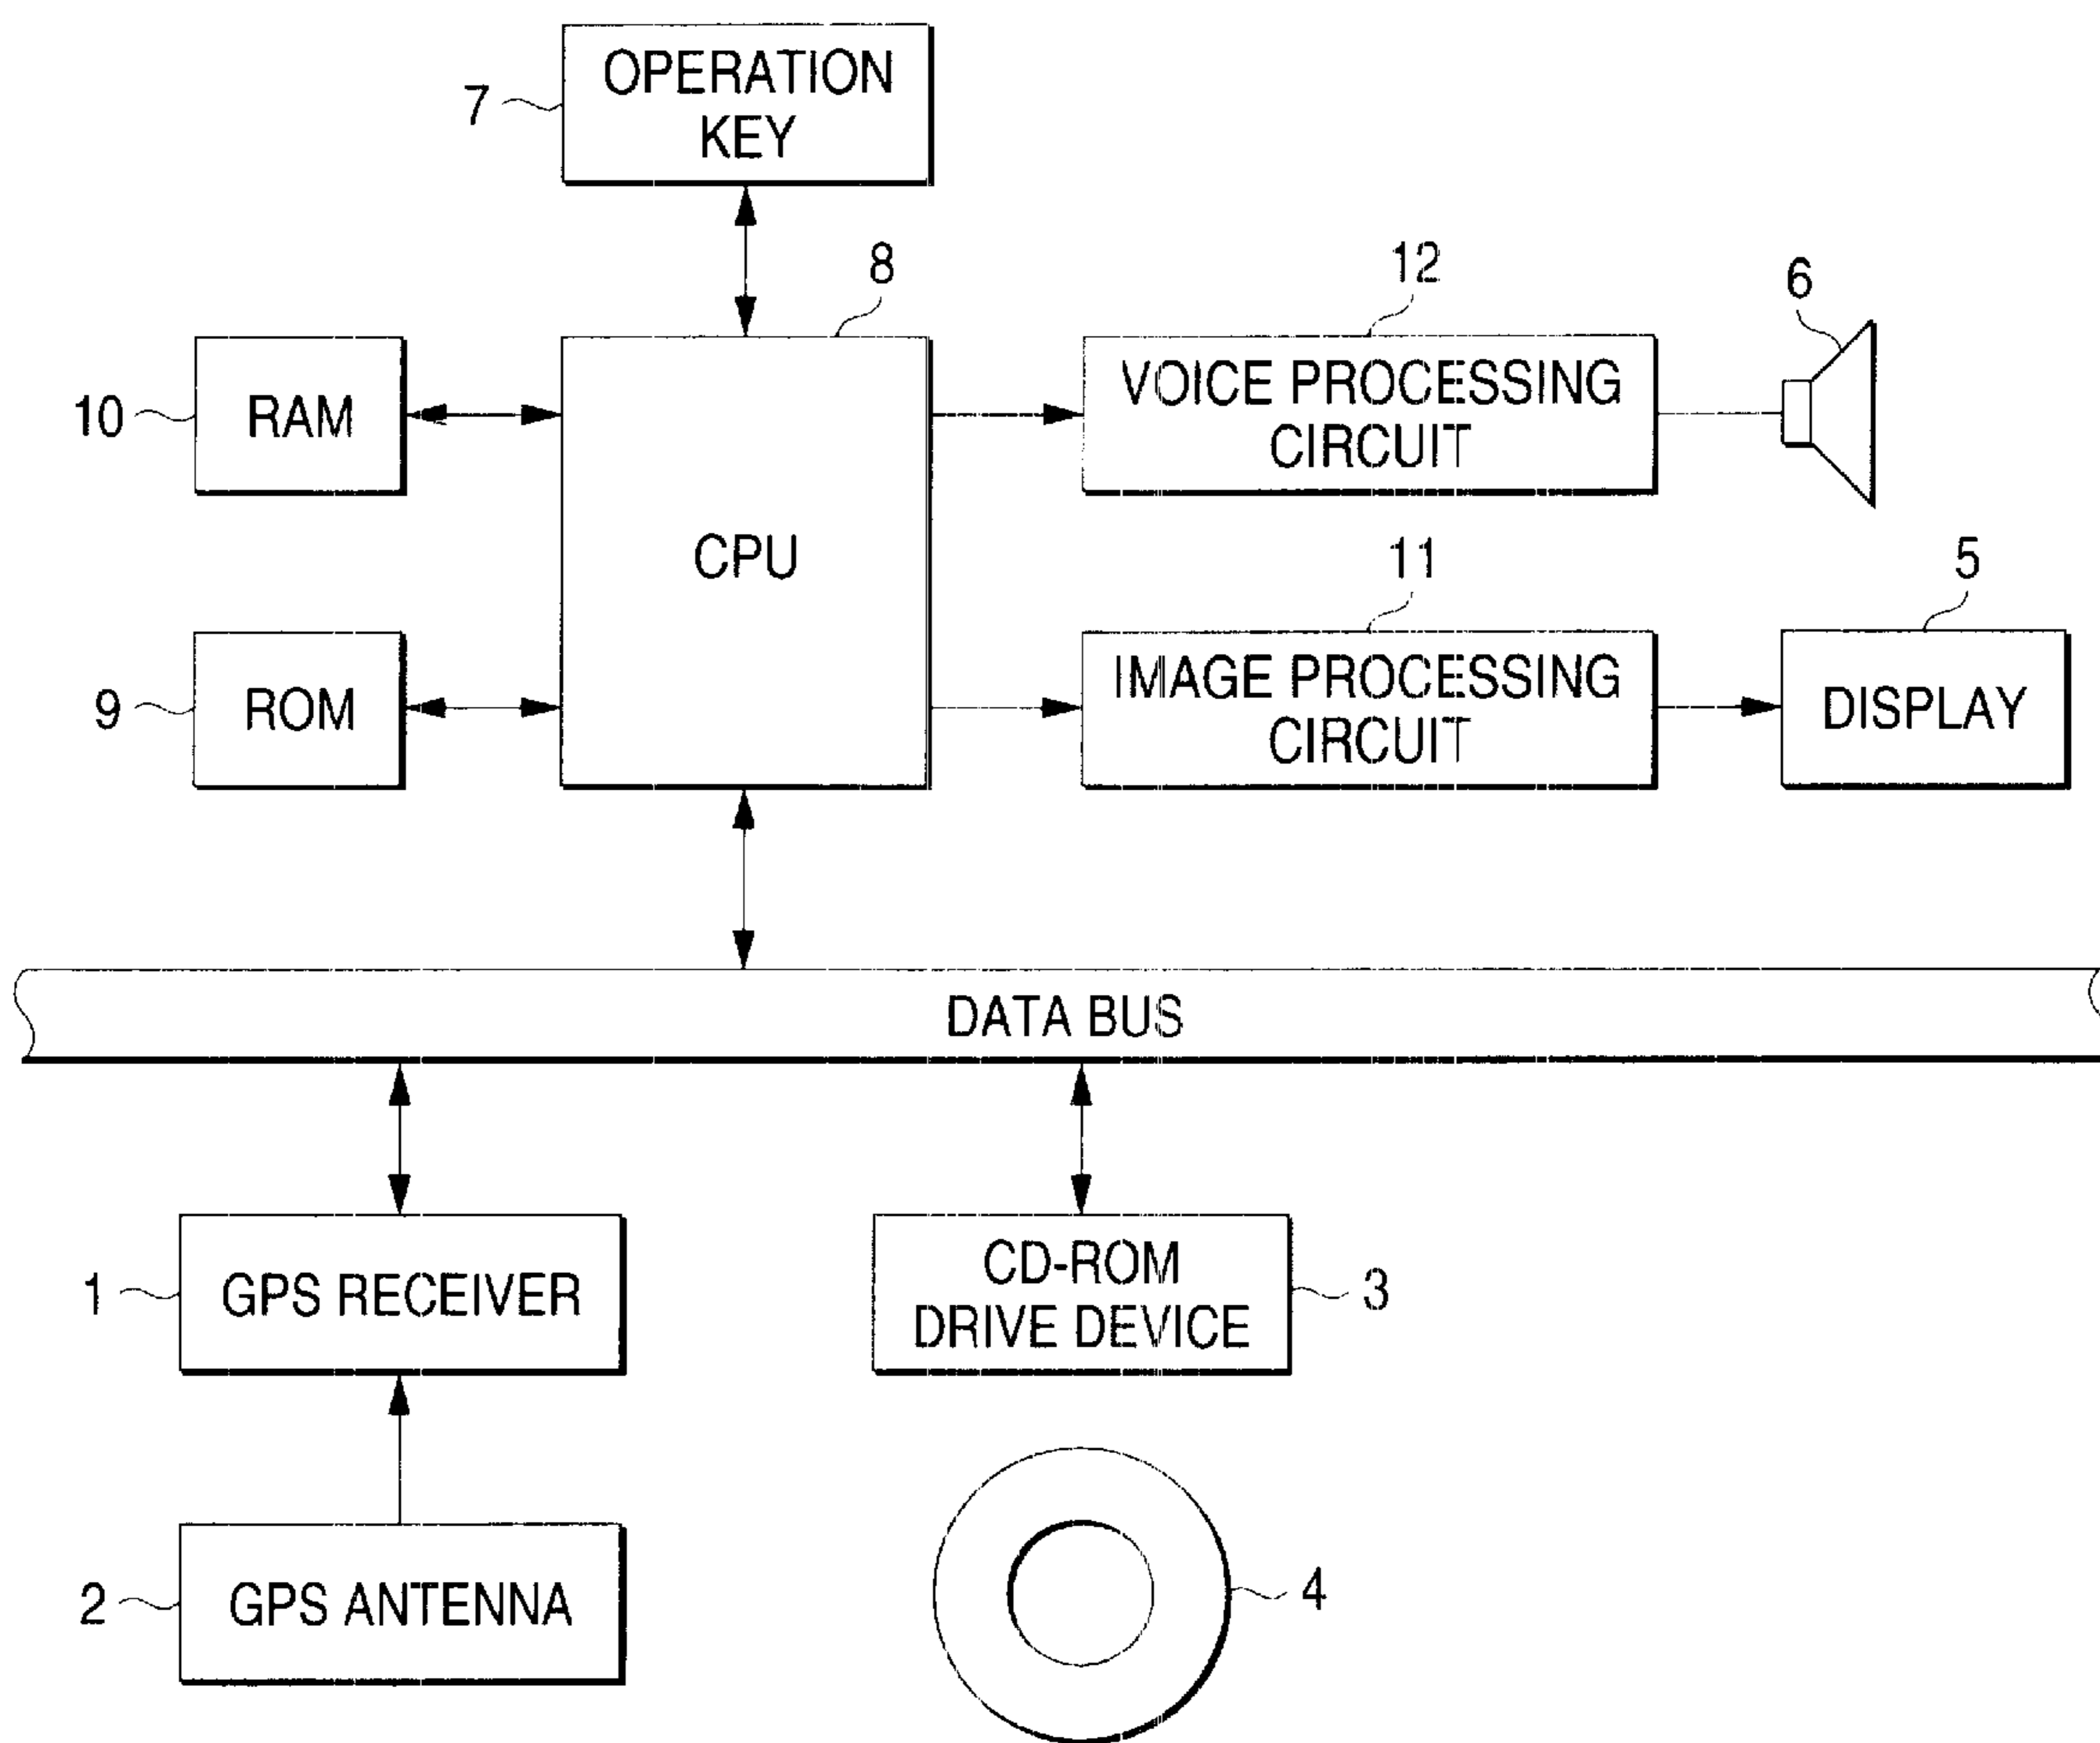 OPERATION
KEY
7
8
12
6
RAM
10
VOICE PROCESSING
CIRCUIT
CPU
11
5
ROM
9
IMAGE PROCESSING
CIRCUIT
DISPLAY
DATA BUS
1
GPS RECEIVER
CD-ROM
DRIVE DEVICE
3
2
GPS ANTENNA
4